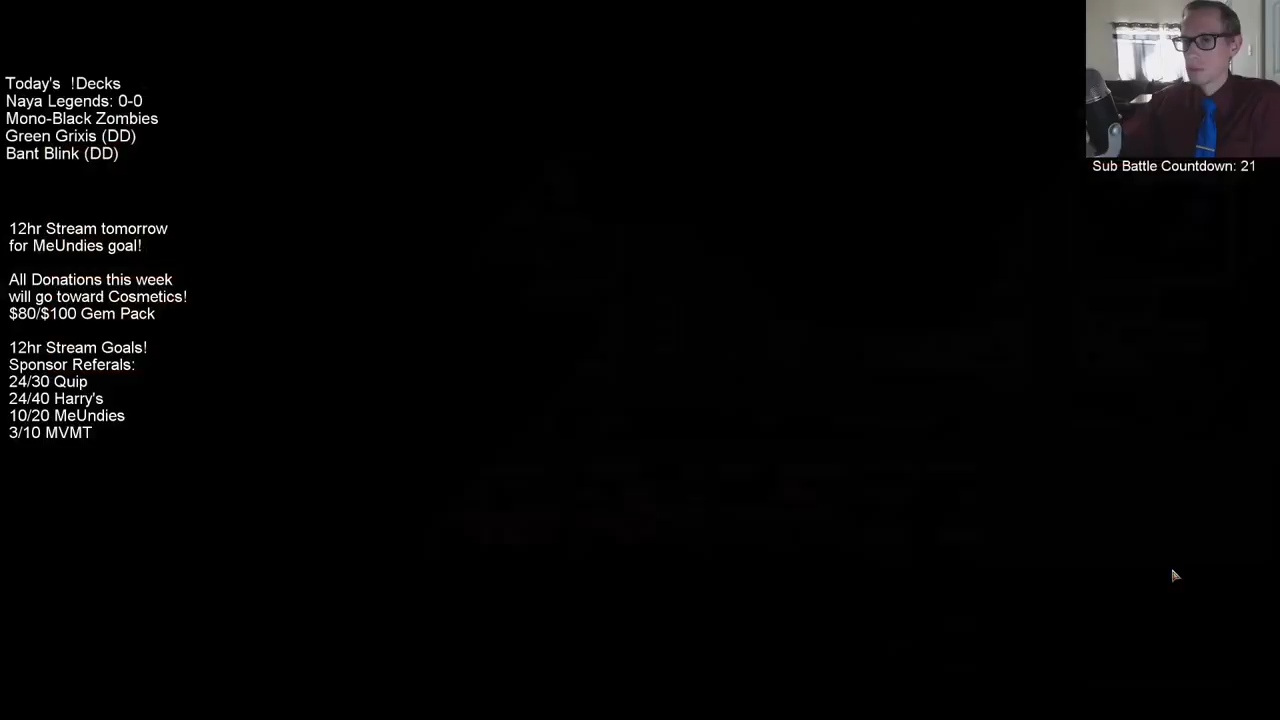 Today's !Decks
Naya Legends: 0-0
Mono-Black Zombies
Green Grixis (DD)
Bant Blink (DD)
Sub Battle Countdown: 21
12hr Stream tomorrow
for MeUndies goal!
All Donations this week
will go toward Cosmetics!
$80/$100 Gem Pack
12hr Stream Goals!
Sponsor Referals:
24/30 Quip
24/40 Harry's
10/20 MeUndies
3/10 MVMT